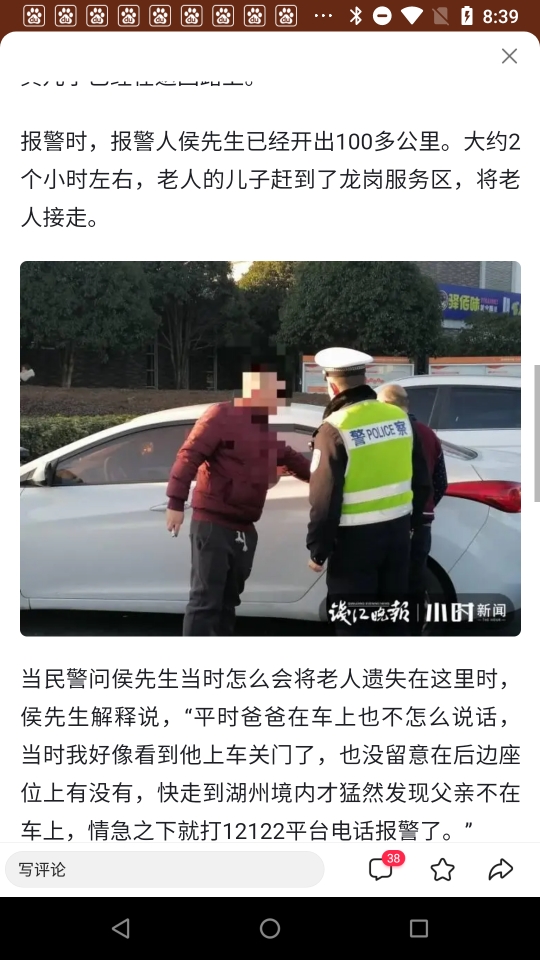 8:39
报警时，报警人侯先生已经开出100多公里。大约2
个小时左右，老人的儿子赶到了龙岗服务区，将老
人接走。
驿佰味
警 POLICE 察
钱江晚报 小时新闻
当民警问侯先生当时怎么会将老人遗失在这里时，
侯先生解释说，“平时爸爸在车上也不怎么说话，
当时我好像看到他上车关门了，也没留意在后边座
位上有没有，快走到湖州境内才猛然发现父亲不在
车上，情急之下就打12122平台电话报警了。”
写评论
38